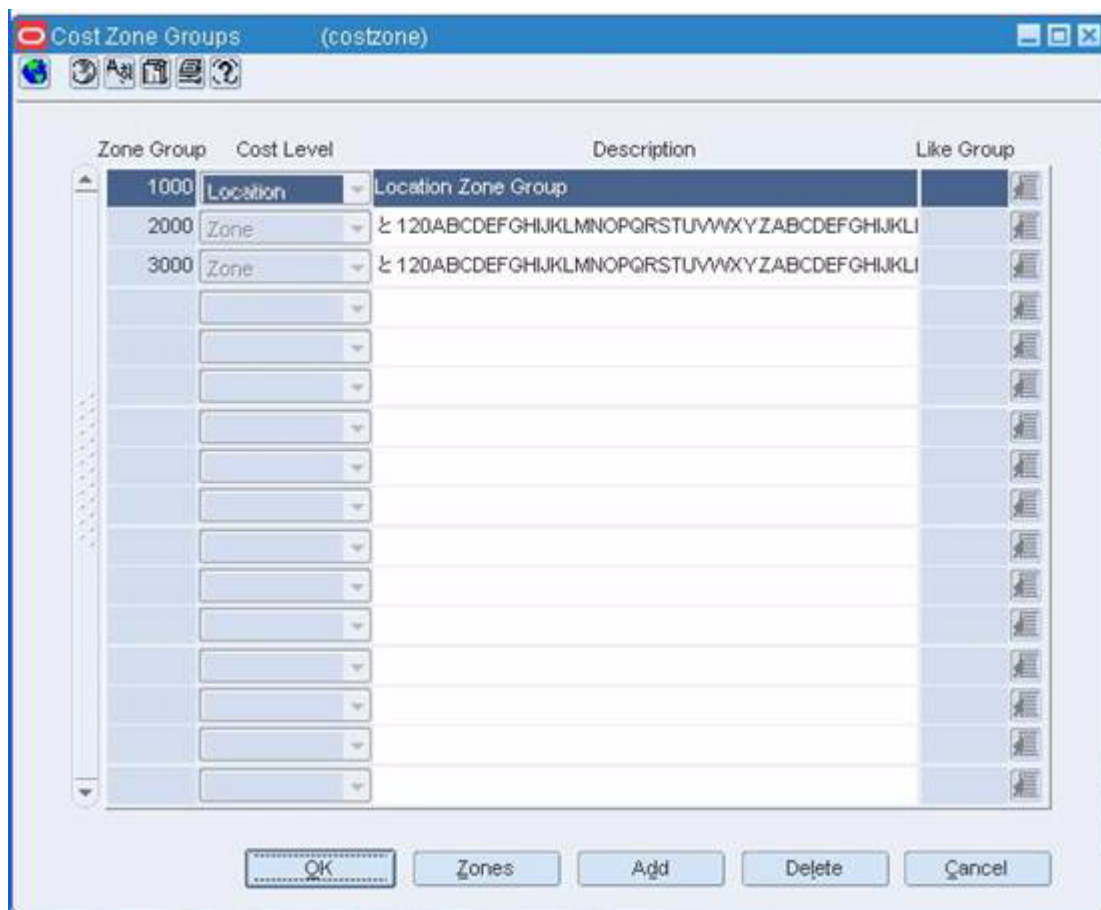 Cost Zone Groups (costzone)
Zone Group Cost Level Description Like Group
1000 Location Location Zone Group
2000 Zone と120ABCDEFGHIJKLMNOPQRSTUVWXYZABCDEFGHIJKLI
3000 Zone と120ABCDEFGHIJKLMNOPQRSTUVWXYZABCDEFGHIJKLI
OK Zones Add Delete Cancel